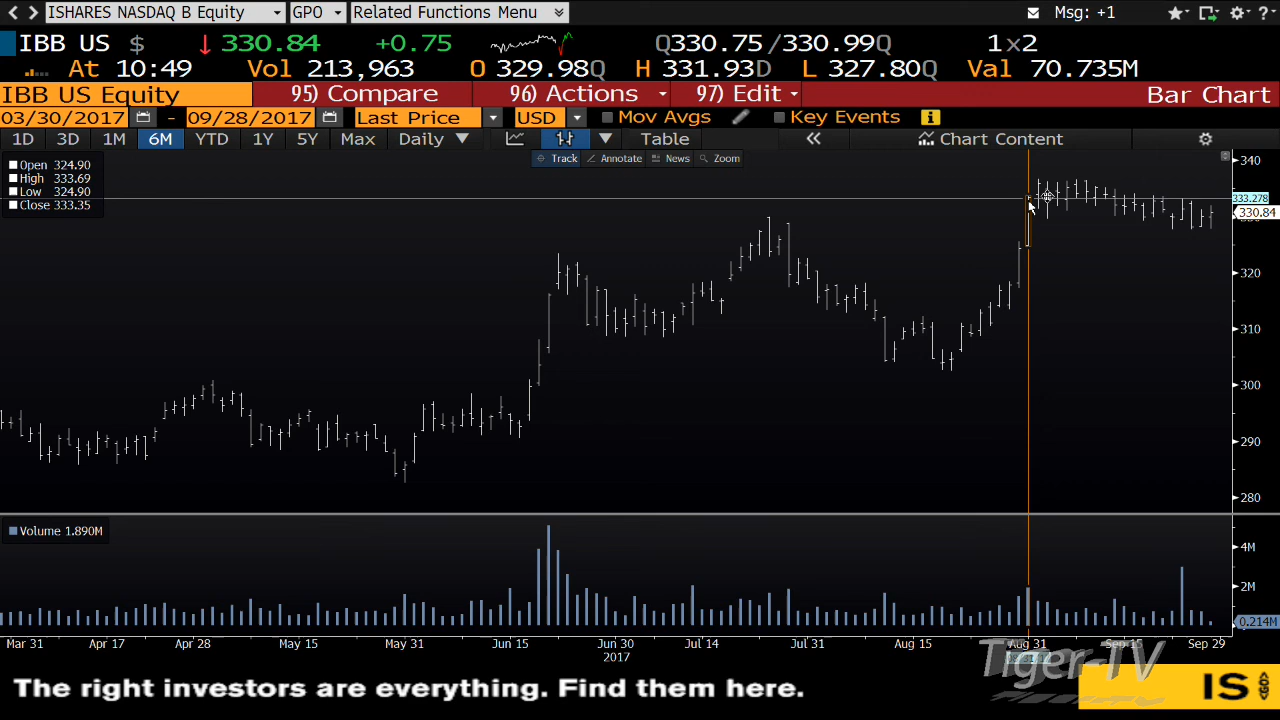 ISHARES NASDAQ B Equity GPO Related Functions Menu Msg: +1
IBB US $ ↓ 330.84 +0.75 Q330.75/330.99Q 1x2
At 10:49 Vol 213,963 O 329.98Q H 331.93D L 327.80Q Val 70.735M
IBB US Equity 95) Compare 96) Actions 97) Edit Bar Chart
03/30/2017 - 09/28/2017 Last Price USD Mov Avgs Key Events
1D 3D 1M 6M YTD 1Y 5Y Max Daily Table « Chart Content
Track Annotate News Zoom
Open 324.90
High 333.69
Low 324.90
Close 333.35
340
333.278
330.84
320
310
300
290
280
Volume 1.890M
4M
2M
0.214M
Mar 31 Apr 17 Apr 28 May 15 May 31 Jun 15 Jun 30 Jul 14 Jul 31 Aug 15 Aug 31 Sep 15 Sep 29
2017
Tiger-TV
The right investors are everything. Find them here. IS